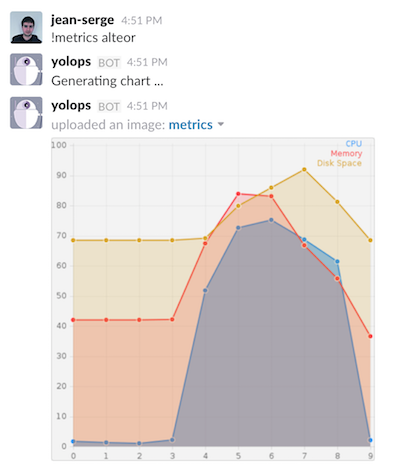 jean-serge 4:51 PM
!metrics alteor
yolops BOT 4:51 PM
Generating chart ...
yolops BOT 4:51 PM
uploaded an image: metrics
CPU
Memory
Disk Space
100
90
80
70
60
50
40
30
20
10
0
0 1 2 3 4 5 6 7 8 9